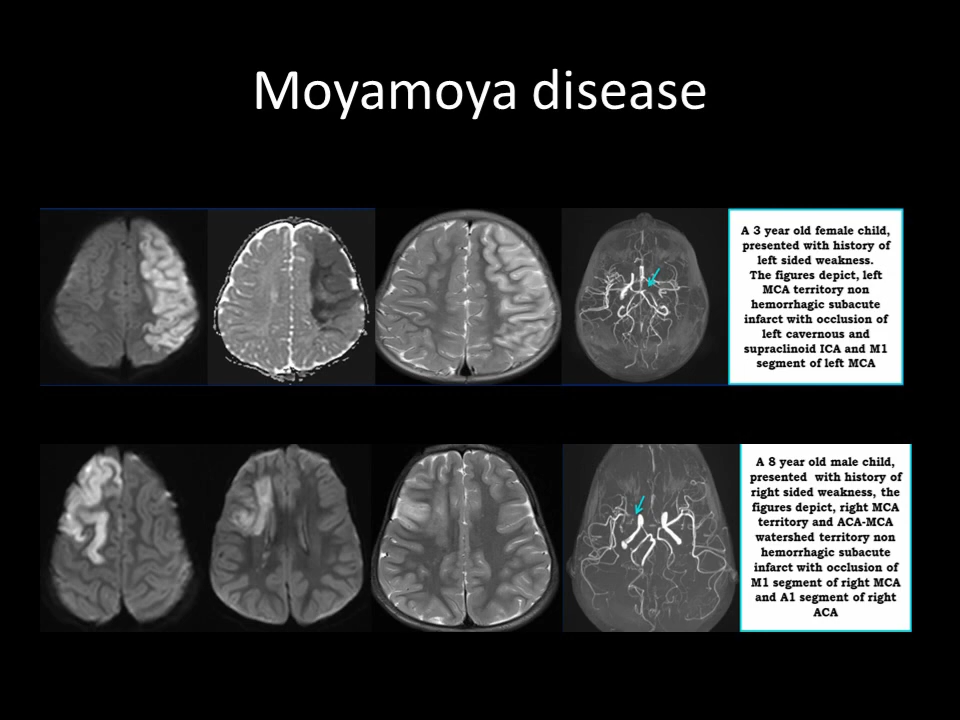 Moyamoya disease
A 3 year old female child,
presented with history of
left sided weakness.
The figures depict, left
MCA territory non
hemorrhagic subacute
infarct with occlusion of
left cavernous and
supraclinoid ICA and M1
segment of left MCA
A 8 year old male child,
presented with history of
right sided weakness, the
figures depict, right MCA
territory and ACA-MCA
watershed territory non
hemorrhagic subacute
infarct with occlusion of
M1 segment of right MCA
and A1 segment of right
ACA